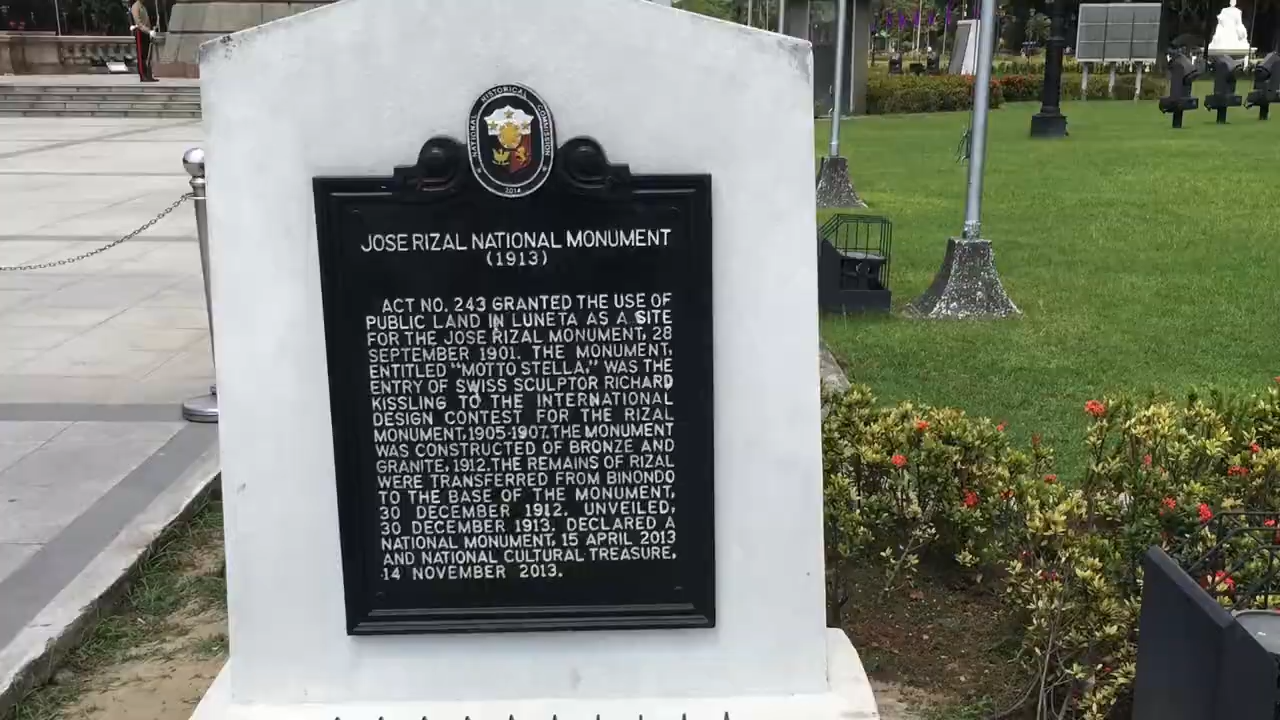 NATIONAL HISTORICAL COMMISSION
2014
JOSE RIZAL NATIONAL MONUMENT
(1913)
ACT NO. 243 GRANTED THE USE OF
PUBLIC LAND IN LUNETA AS A SITE
FOR THE JOSE RIZAL MONUMENT, 28
SEPTEMBER 1901. THE MONUMENT,
ENTITLED "MOTTO STELLA," WAS THE
ENTRY OF SWISS SCULPTOR RICHARD
KISSLING TO THE INTERNATIONAL
DESIGN CONTEST FOR THE RIZAL
MONUMENT, 1905-1907. THE MONUMENT
WAS CONSTRUCTED OF BRONZE AND
GRANITE, 1912. THE REMAINS OF RIZAL
WERE TRANSFERRED FROM BINONDO
TO THE BASE OF THE MONUMENT,
30 DECEMBER 1912. UNVEILED,
30 DECEMBER 1913. DECLARED A
NATIONAL MONUMENT, 15 APRIL 2013
AND NATIONAL CULTURAL TREASURE,
14 NOVEMBER 2013.